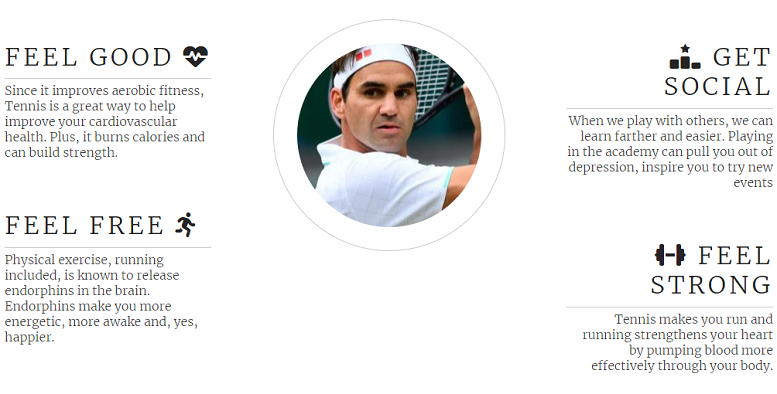 FEEL GOOD
Since it improves aerobic fitness,
Tennis is a great way to help
improve your cardiovascular
health. Plus, it burns calories and
can build strength.
FEEL FREE
Physical exercise, running
included, is known to release
endorphins in the brain.
Endorphins make you more
energetic, more awake and, yes,
happier.
GET
SOCIAL
When we play with others, we can
learn farther and easier. Playing
in the academy can pull you out of
depression, inspire you to try new
events
FEEL
STRONG
Tennis makes you run and
running strengthens your heart
by pumping blood more
effectively through your body.